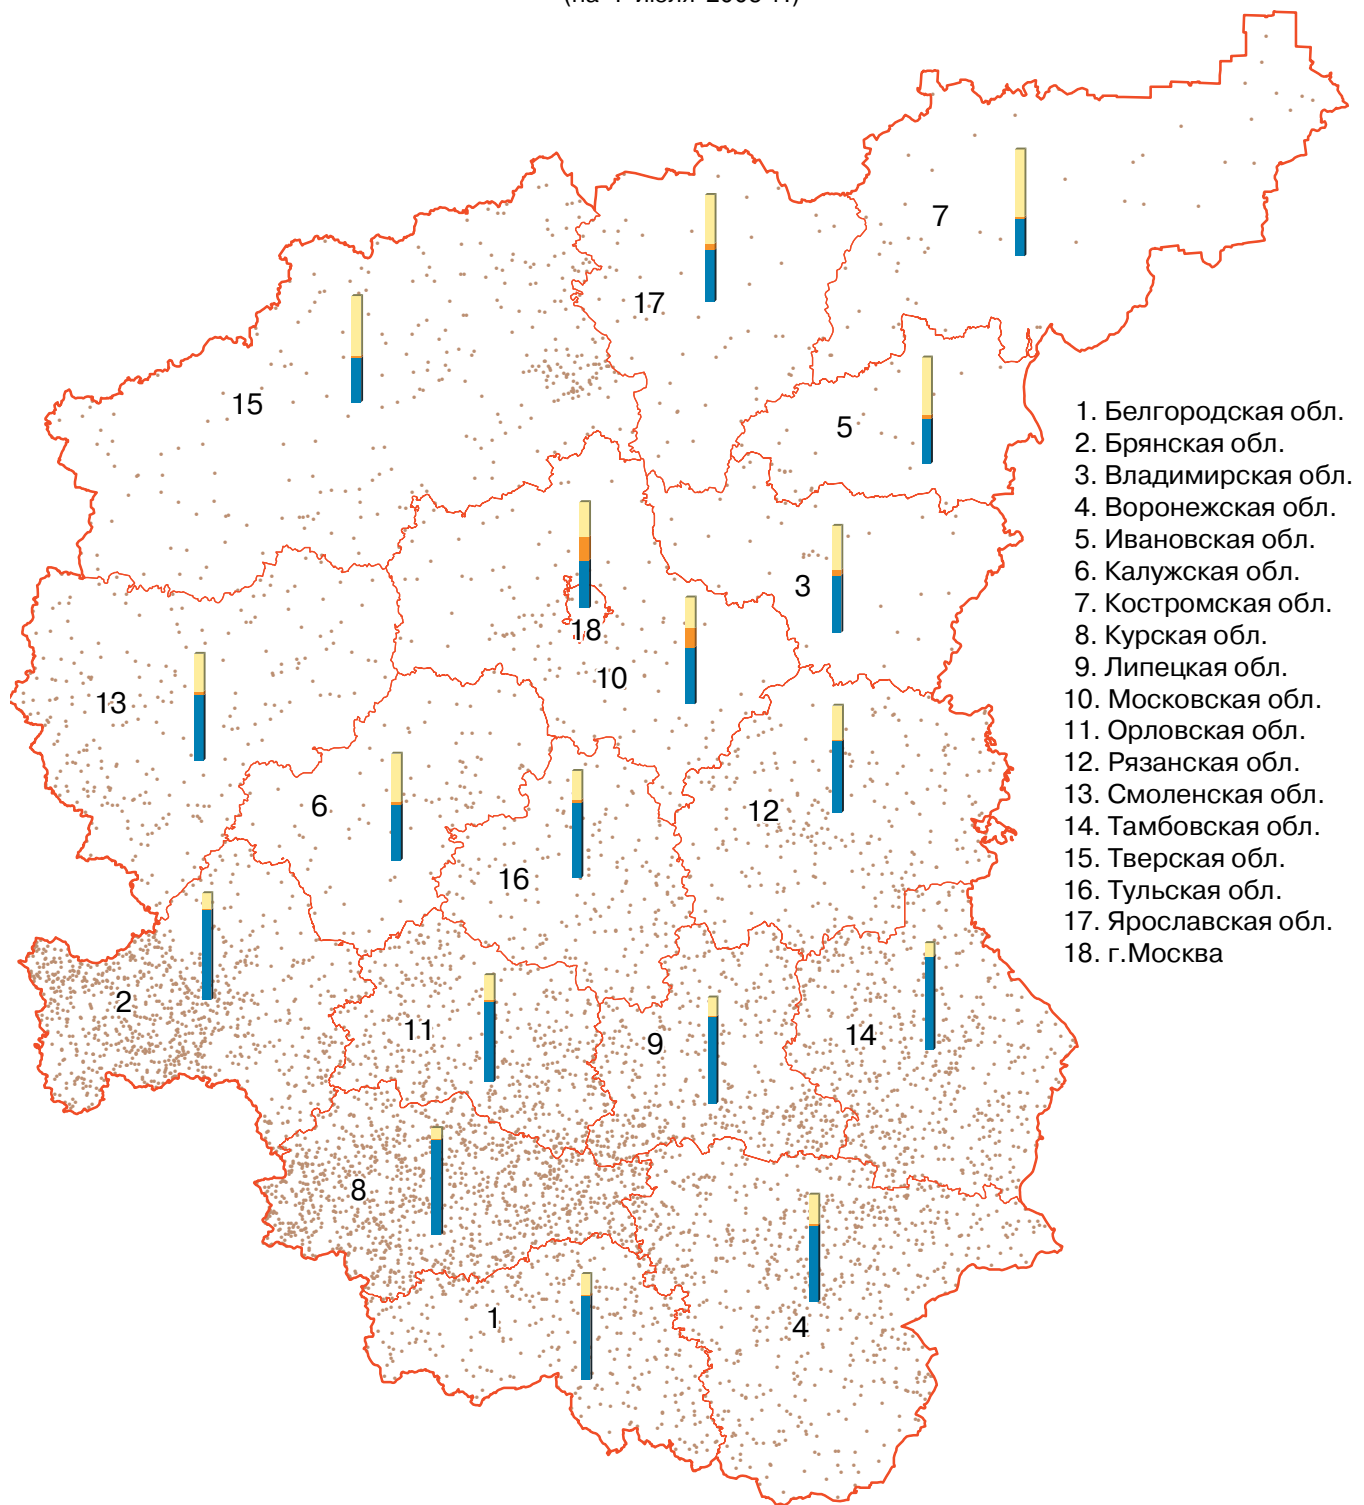 7
17
15
5
3
18
10
13
6
12
16
2
11
9
14
8
1
4
1. Белгородская обл.
2. Брянская обл.
3. Владимирская обл.
4. Воронежская обл.
5. Ивановская обл.
6. Калужская обл.
7. Костромская обл.
8. Курская обл.
9. Липецкая обл.
10. Московская обл.
11. Орловская обл.
12. Рязанская обл.
13. Смоленская обл.
14. Тамбовская обл.
15. Тверская обл.
16. Тульская обл.
17. Ярославская обл.
18. г.Москва